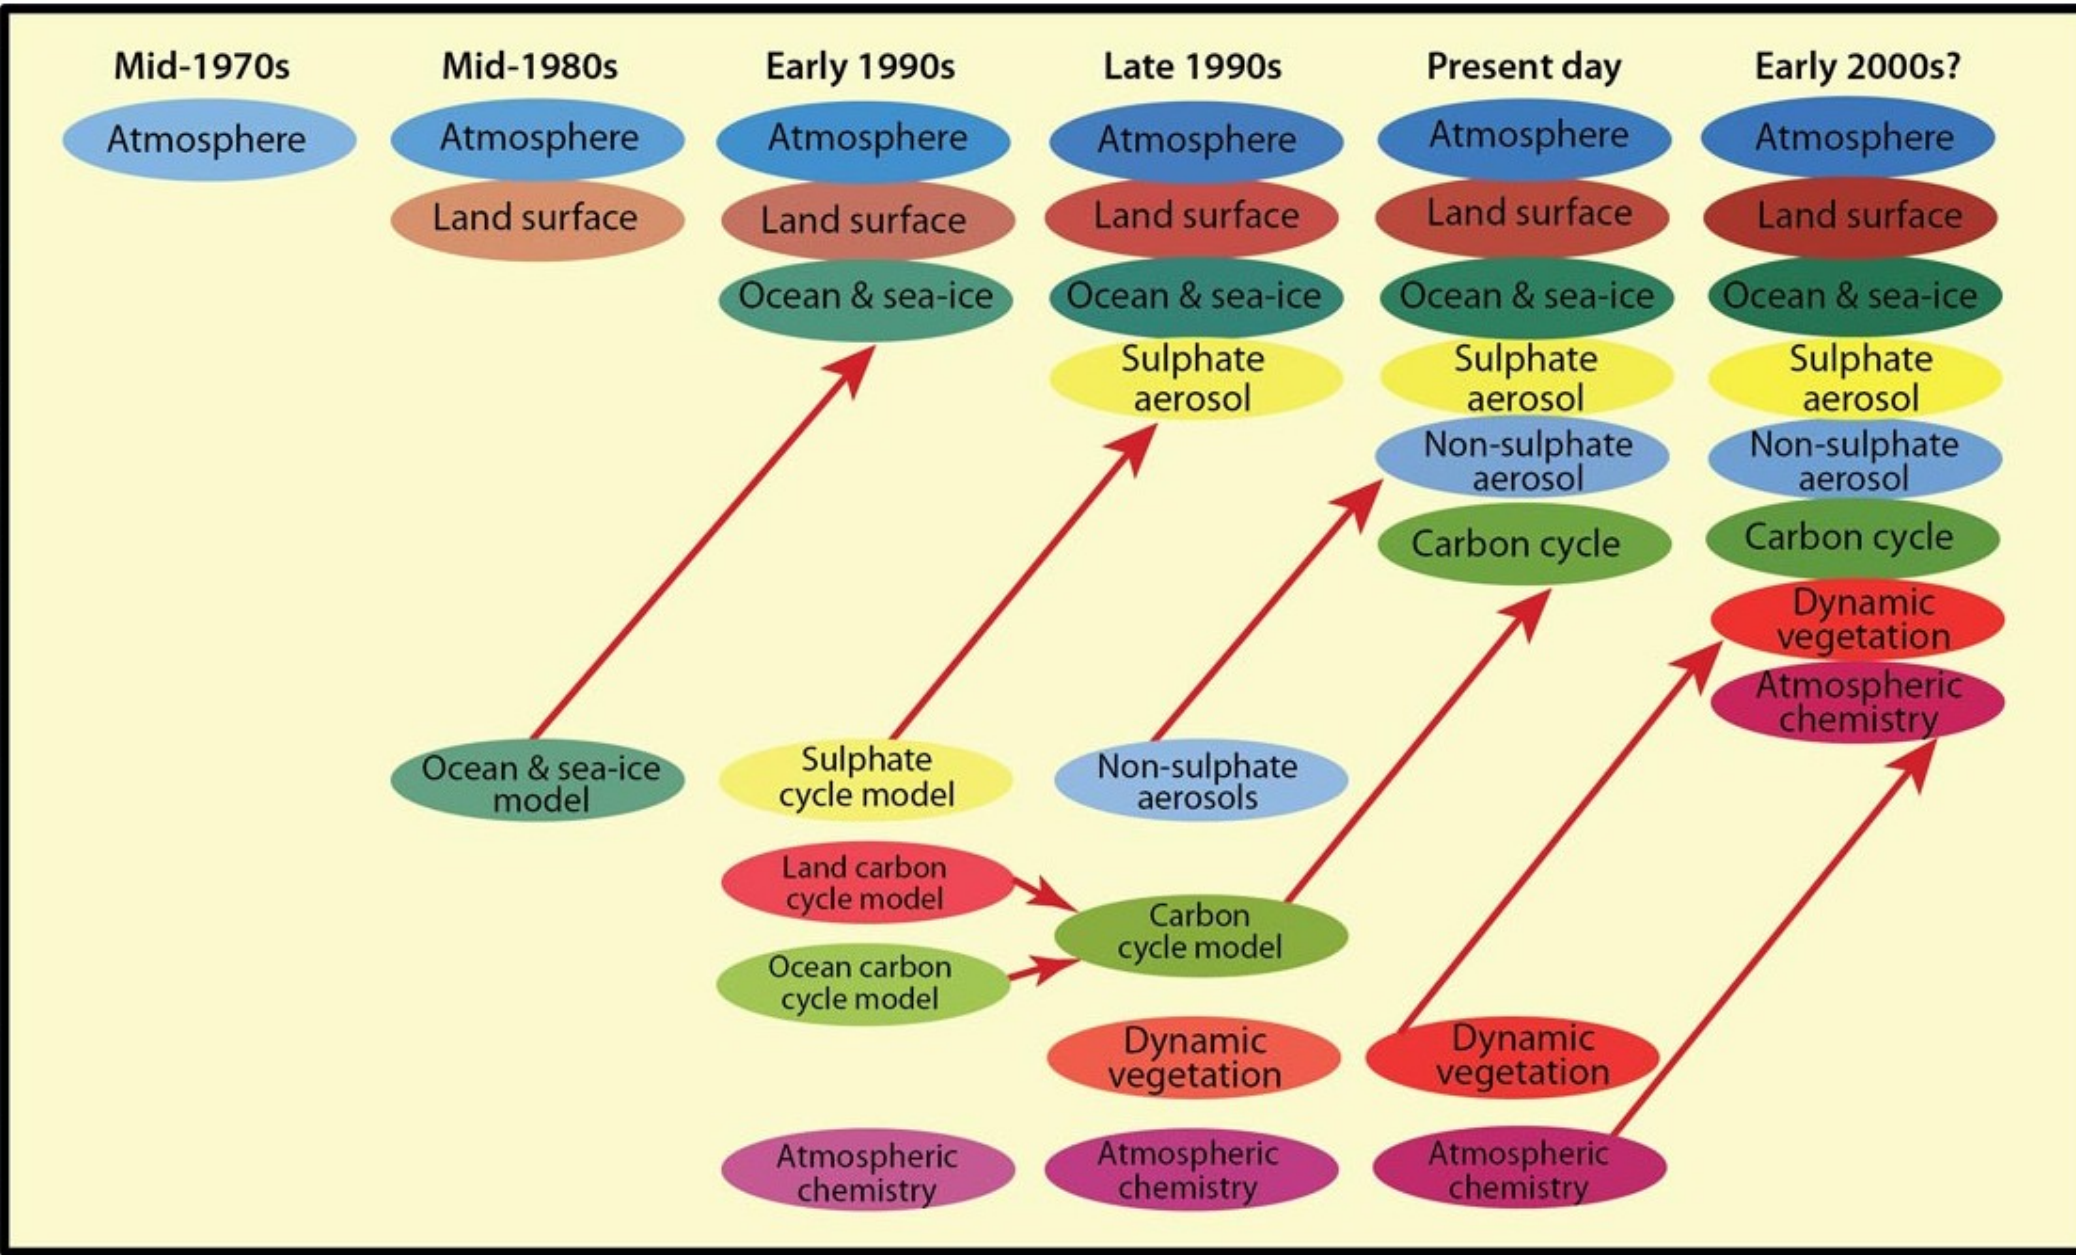 Mid-1970s
Mid-1980s
Early 1990s
Late 1990s
Present day
Early 2000s?
Atmosphere
Atmosphere
Atmosphere
Atmosphere
Atmosphere
Atmosphere
Land surface
Land surface
Land surface
Land surface
Land surface
Ocean & sea-ice
Ocean & sea-ice
Ocean & sea-ice
Ocean & sea-ice
Sulphate
aerosol
Sulphate
aerosol
Sulphate
aerosol
Non-sulphate
aerosol
Non-sulphate
aerosol
Carbon cycle
Carbon cycle
Dynamic
vegetation
Atmospheric
chemistry
Ocean & sea-ice
model
Sulphate
cycle model
Non-sulphate
aerosols
Land carbon
cycle model
Carbon
cycle model
Ocean carbon
cycle model
Dynamic
vegetation
Dynamic
vegetation
Atmospheric
chemistry
Atmospheric
chemistry
Atmospheric
chemistry